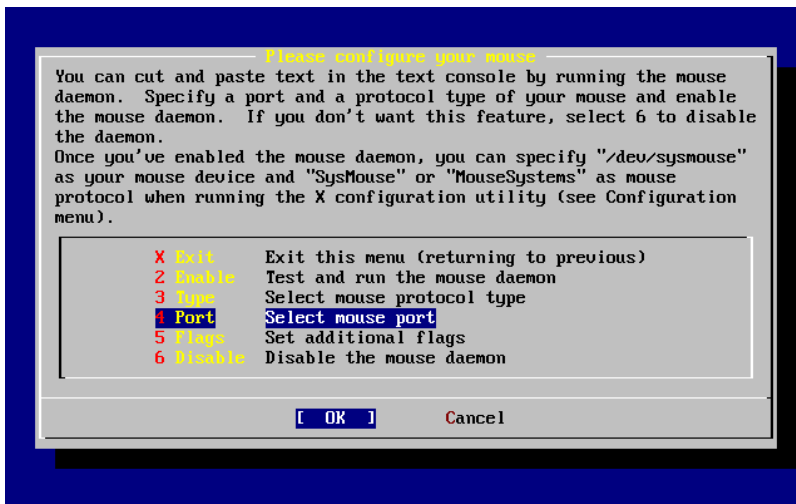 Please configure your mouse
You can cut and paste text in the text console by running the mouse
daemon.  Specify a port and a protocol type of your mouse and enable
the mouse daemon.  If you don't want this feature, select 6 to disable
the daemon.
Once you've enabled the mouse daemon, you can specify "/dev/sysmouse"
as your mouse device and "SysMouse" or "MouseSystems" as mouse
protocol when running the X configuration utility (see Configuration
menu).
X Exit Exit this menu (returning to previous)
2 Enable Test and run the mouse daemon
3 Type Select mouse protocol type
4 Port Select mouse port
5 Flags Set additional flags
6 Disable Disable the mouse daemon
[ OK ] Cancel